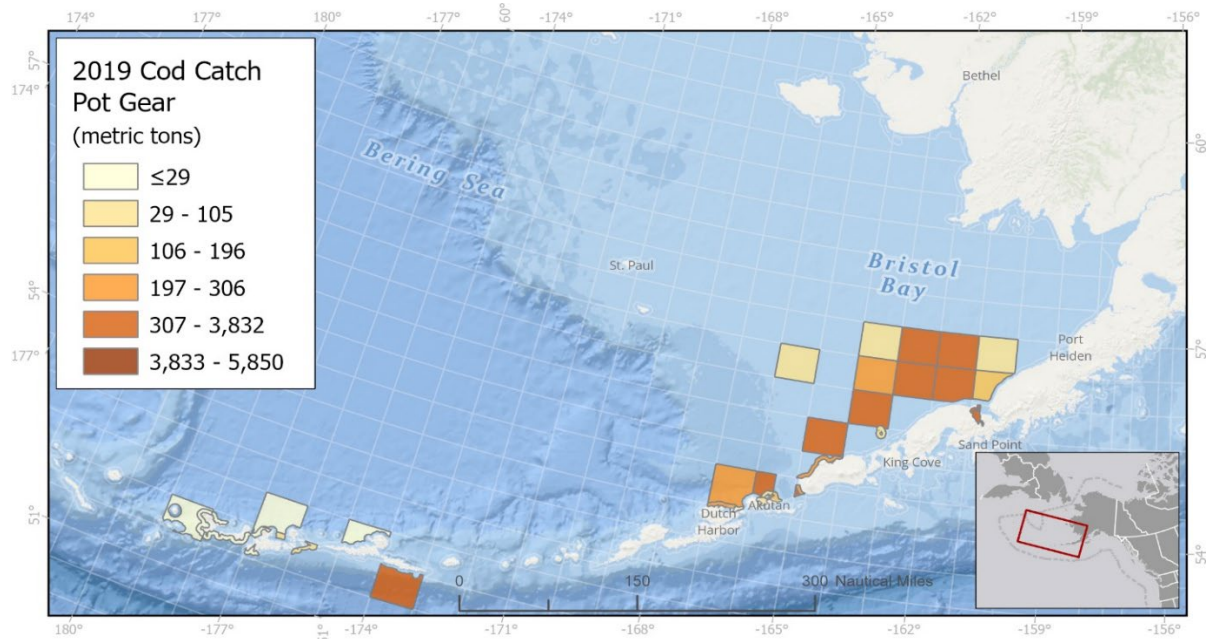 174° 177° 180° -177° -174° -60° -171° -168° -165° -162° -159° -156°
57°
174°
54°
177°
51°
60°
57°
54°
2019 Cod Catch
Pot Gear
(metric tons)
≤29
29 - 105
106 - 196
197 - 306
307 - 3,832
3,833 - 5,850
Bering Sea
Bethel
St. Paul
Bristol
Bay
Port
Heiden
Sand Point
King Cove
Dutch
Harbor
Akutan
0 150 300 Nautical Miles
180° -177° -174° -171° -168° -165° -162° -159° -156°